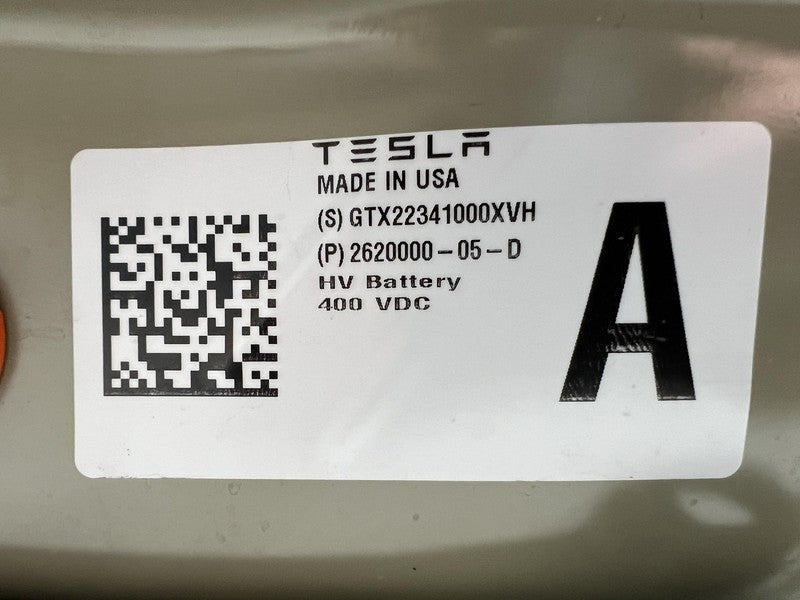 TESLA
MADE IN USA
(S) GTX22341000XVH
(P) 2620000-05-D
HV Battery
400 VDC
A